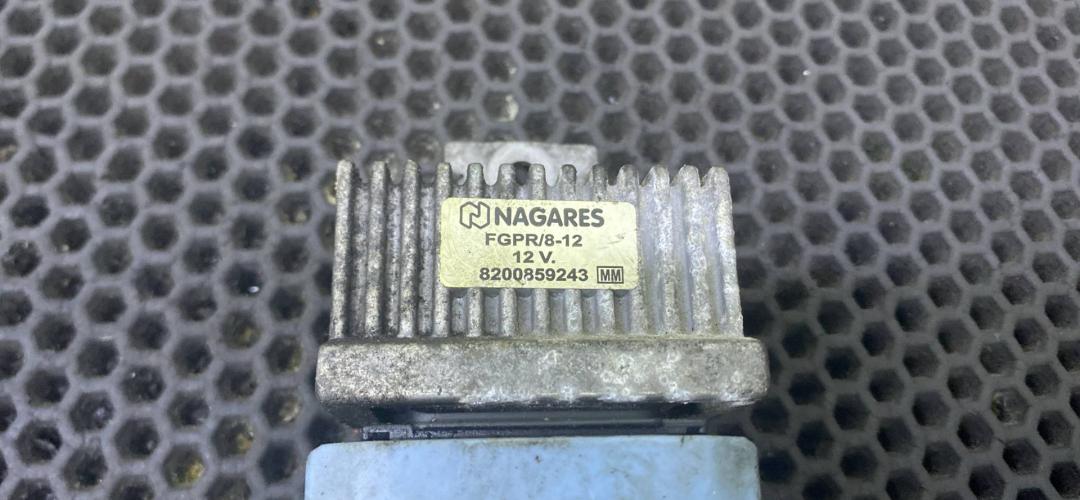 NAGARES
FGPR/8-12
12 V.
8200859243 MM